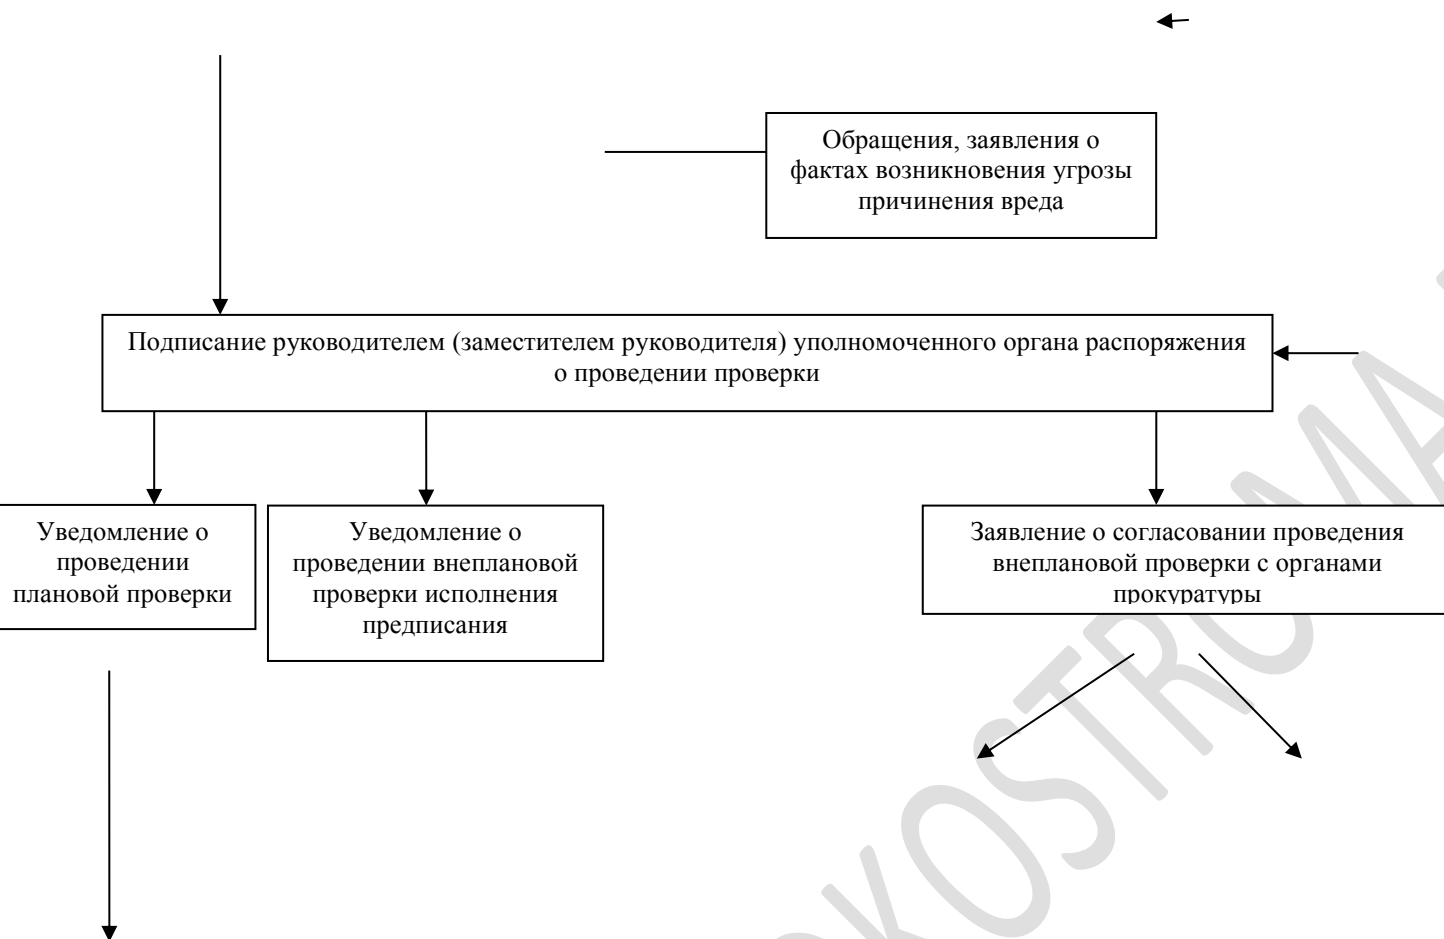 Обращения, заявления о
фактах возникновения угрозы
причинения вреда
Подписание руководителем (заместителем руководителя) уполномоченного органа распоряжения
о проведении проверки
Уведомление о
проведении
плановой проверки
Уведомление о
проведении внеплановой
проверки исполнения
предписания
Заявление о согласовании проведения
внеплановой проверки с органами
прокуратуры
KOSTROMA